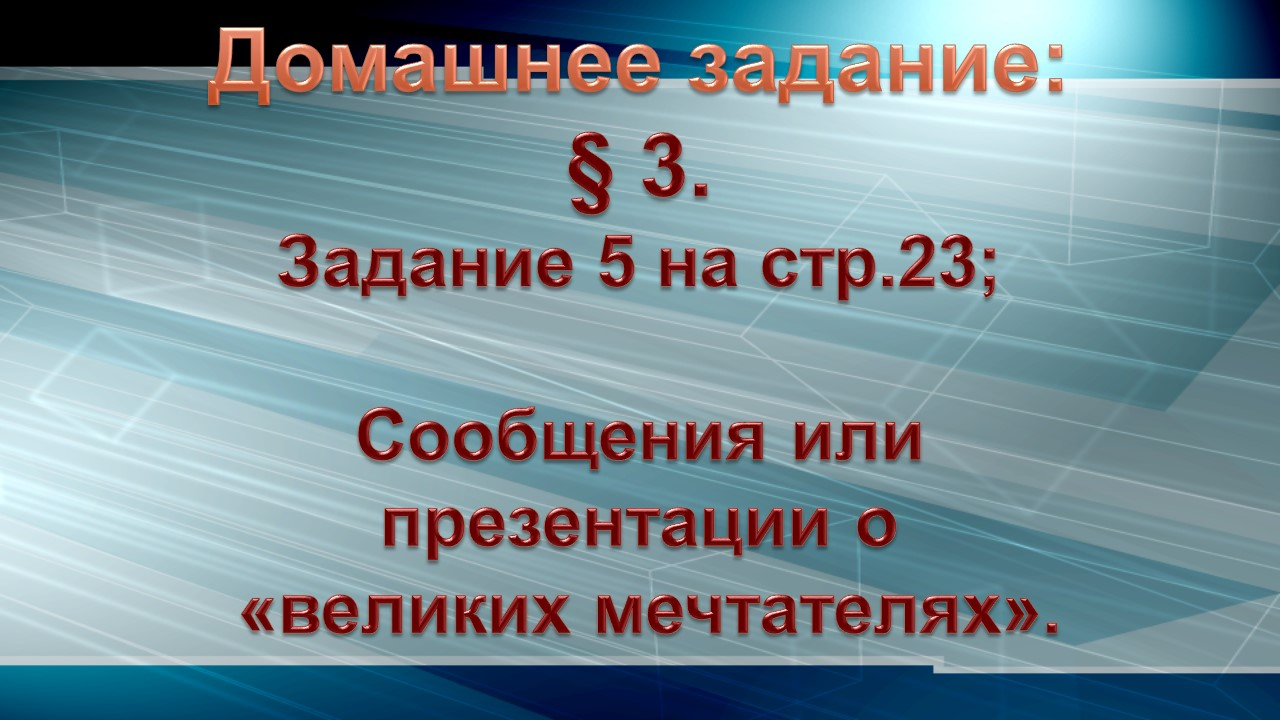 Домашнее задание:
§ 3.
Задание 5 на стр.23;
Сообщения или
презентации о
«великих мечтателях».